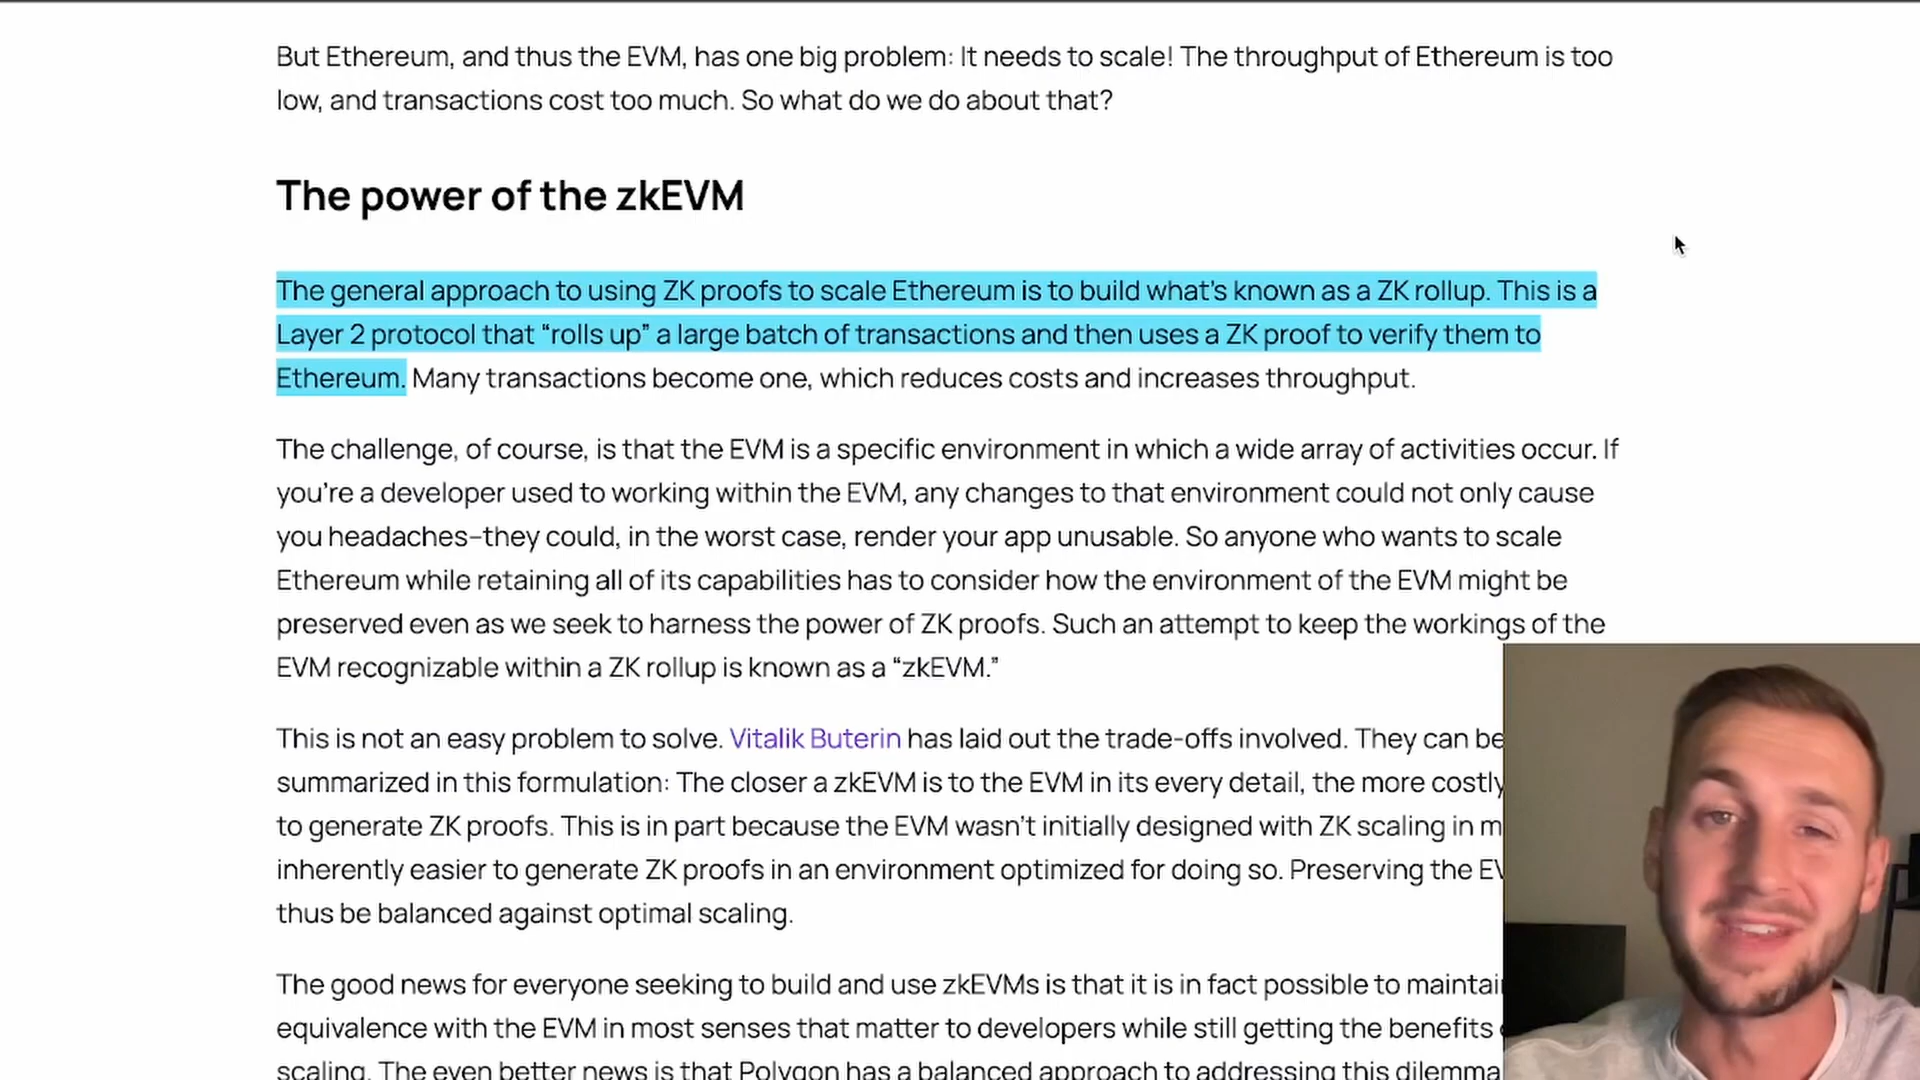 But Ethereum, and thus the EVM, has one big problem: It needs to scale! The throughput of Ethereum is too
low, and transactions cost too much. So what do we do about that?
The power of the zkEVM
The general approach to using ZK proofs to scale Ethereum is to build what’s known as a ZK rollup. This is a
Layer 2 protocol that “rolls up” a large batch of transactions and then uses a ZK proof to verify them to
Ethereum. Many transactions become one, which reduces costs and increases throughput.
The challenge, of course, is that the EVM is a specific environment in which a wide array of activities occur. If
you’re a developer used to working within the EVM, any changes to that environment could not only cause
you headaches–they could, in the worst case, render your app unusable. So anyone who wants to scale
Ethereum while retaining all of its capabilities has to consider how the environment of the EVM might be
preserved even as we seek to harness the power of ZK proofs. Such an attempt to keep the workings of the
EVM recognizable within a ZK rollup is known as a “zkEVM.”
This is not an easy problem to solve. Vitalik Buterin has laid out the trade-offs involved. They can be
summarized in this formulation: The closer a zkEVM is to the EVM in its every detail, the more costly
to generate ZK proofs. This is in part because the EVM wasn’t initially designed with ZK scaling in
inherently easier to generate ZK proofs in an environment optimized for doing so. Preserving the
thus be balanced against optimal scaling.
The good news for everyone seeking to build and use zkEVMs is that it is in fact possible to
equivalence with the EVM in most senses that matter to developers while still getting the benefits
scaling. The even better news is that Polygon has a balanced approach to addressing this dilemma